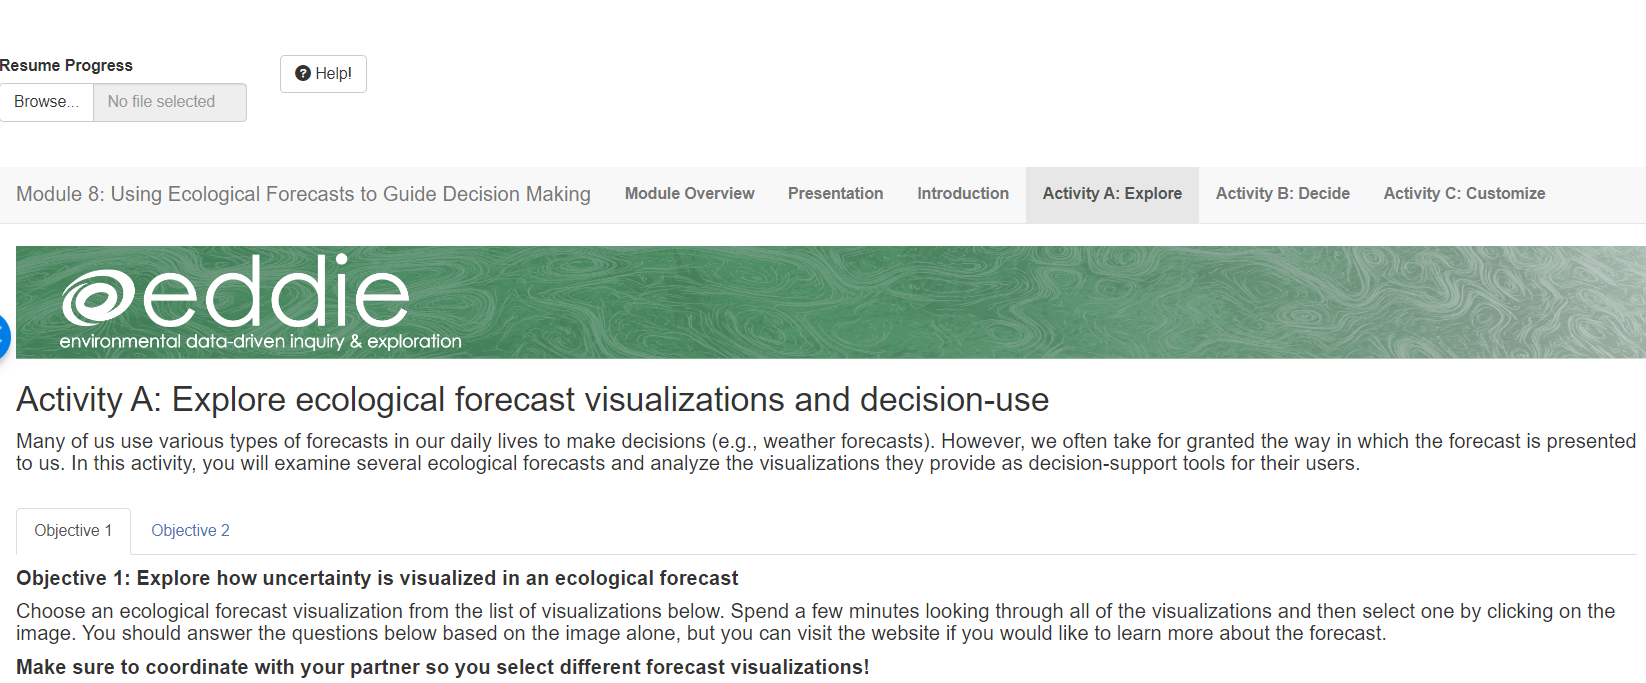 Resume Progress
Help!
Browse...
No file selected
Module 8: Using Ecological Forecasts to Guide Decision Making
Module Overview
Presentation
Introduction
Activity A: Explore
Activity B: Decide
Activity C: Customize
eddie
environmental data-driven inquiry & exploration
Activity A: Explore ecological forecast visualizations and decision-use
Many of us use various types of forecasts in our daily lives to make decisions (e.g., weather forecasts). However, we often take for granted the way in which the forecast is presented
to us. In this activity, you will examine several ecological forecasts and analyze the visualizations they provide as decision-support tools for their users.
Objective 1
Objective 2
Objective 1: Explore how uncertainty is visualized in an ecological forecast
Choose an ecological forecast visualization from the list of visualizations below. Spend a few minutes looking through all of the visualizations and then select one by clicking on the
image. You should answer the questions below based on the image alone, but you can visit the website if you would like to learn more about the forecast.
Make sure to coordinate with your partner so you select different forecast visualizations!